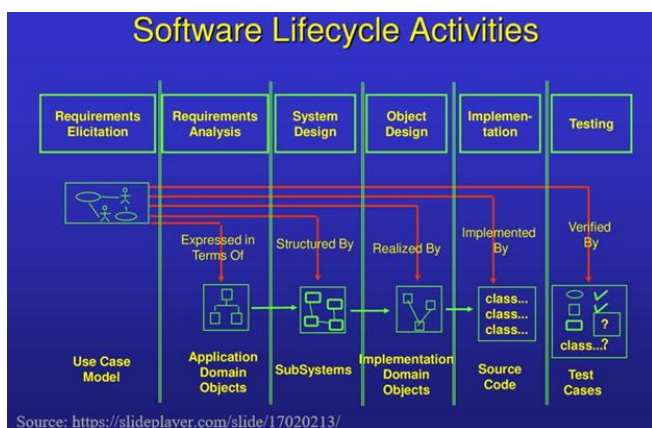 Software Lifecycle Activities
Requirements
Elicitation
Requirements
Analysis
System
Design
Object
Design
Implemen-
tation
Testing
Expressed in
Terms Of
Structured By
Realized By
Implemented
By
Verified
By
class...
class...
class...
?
class...?
Use Case
Model
Application
Domain
Objects
SubSystems
Implementation
Domain
Objects
Source
Code
Test
Cases
Source: https://slideplayer.com/slide/17020213/